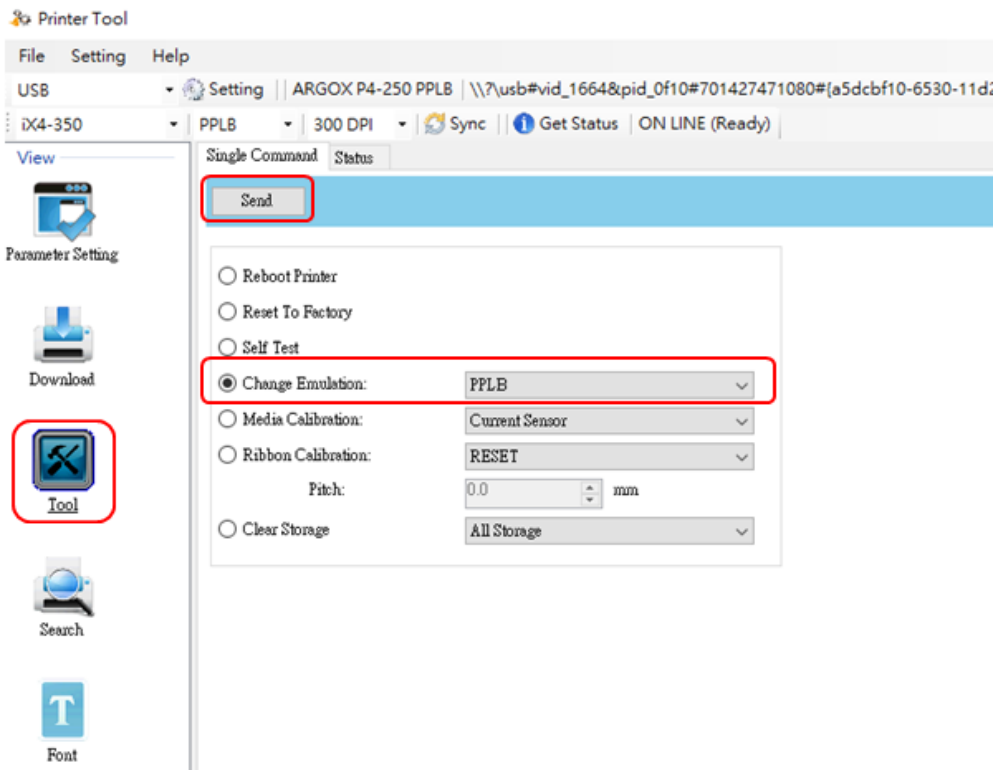 Printer Tool
File Setting Help
USB Setting ARGOX P4-250 PPLB \\?\usb#vid_1664&pid_0f10#701427471080#{a5dcbf10-6530-11d2
iX4-350 PPLB 300 DPI Sync Get Status ON LINE (Ready)
View
Parameter Setting
Download
Tool
Search
Font
Single Command Status
Send
Reboot Printer
Reset To Factory
Self Test
Change Emulation: PPLB
Media Calibration: Current Sensor
Ribbon Calibration: RESET
Pitch: 0.0 mm
Clear Storage All Storage